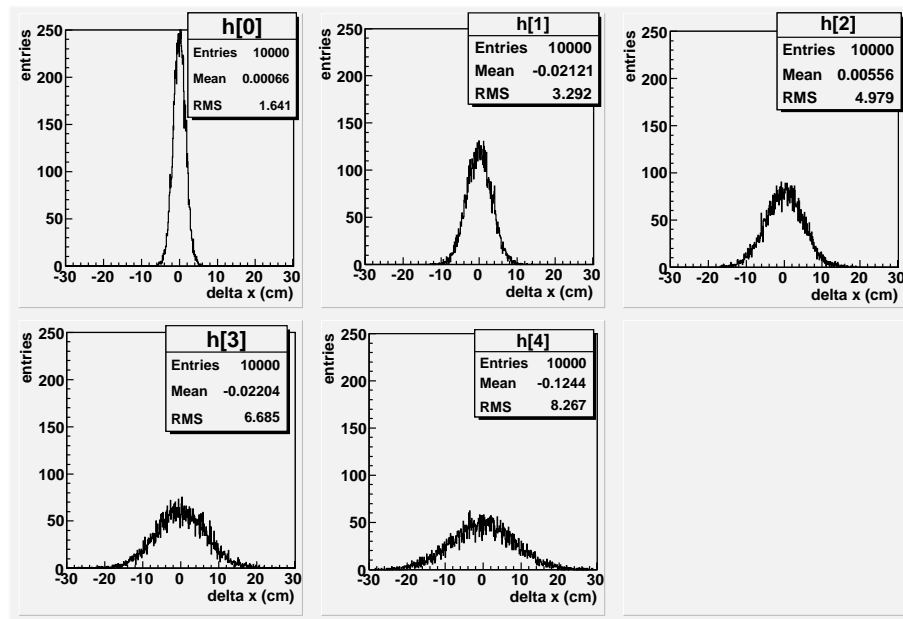 h[0]
Entries 10000
Mean 0.00066
RMS 1.641
entries
250
200
150
100
50
0
-30 -20 -10 0 10 20 30
delta x (cm)
h[1]
Entries 10000
Mean -0.02121
RMS 3.292
entries
250
200
150
100
50
0
-30 -20 -10 0 10 20 30
delta x (cm)
h[2]
Entries 10000
Mean 0.00556
RMS 4.979
entries
250
200
150
100
50
0
-30 -20 -10 0 10 20 30
delta x (cm)
h[3]
Entries 10000
Mean -0.02204
RMS 6.685
entries
250
200
150
100
50
0
-30 -20 -10 0 10 20 30
delta x (cm)
h[4]
Entries 10000
Mean -0.1244
RMS 8.267
entries
250
200
150
100
50
0
-30 -20 -10 0 10 20 30
delta x (cm)